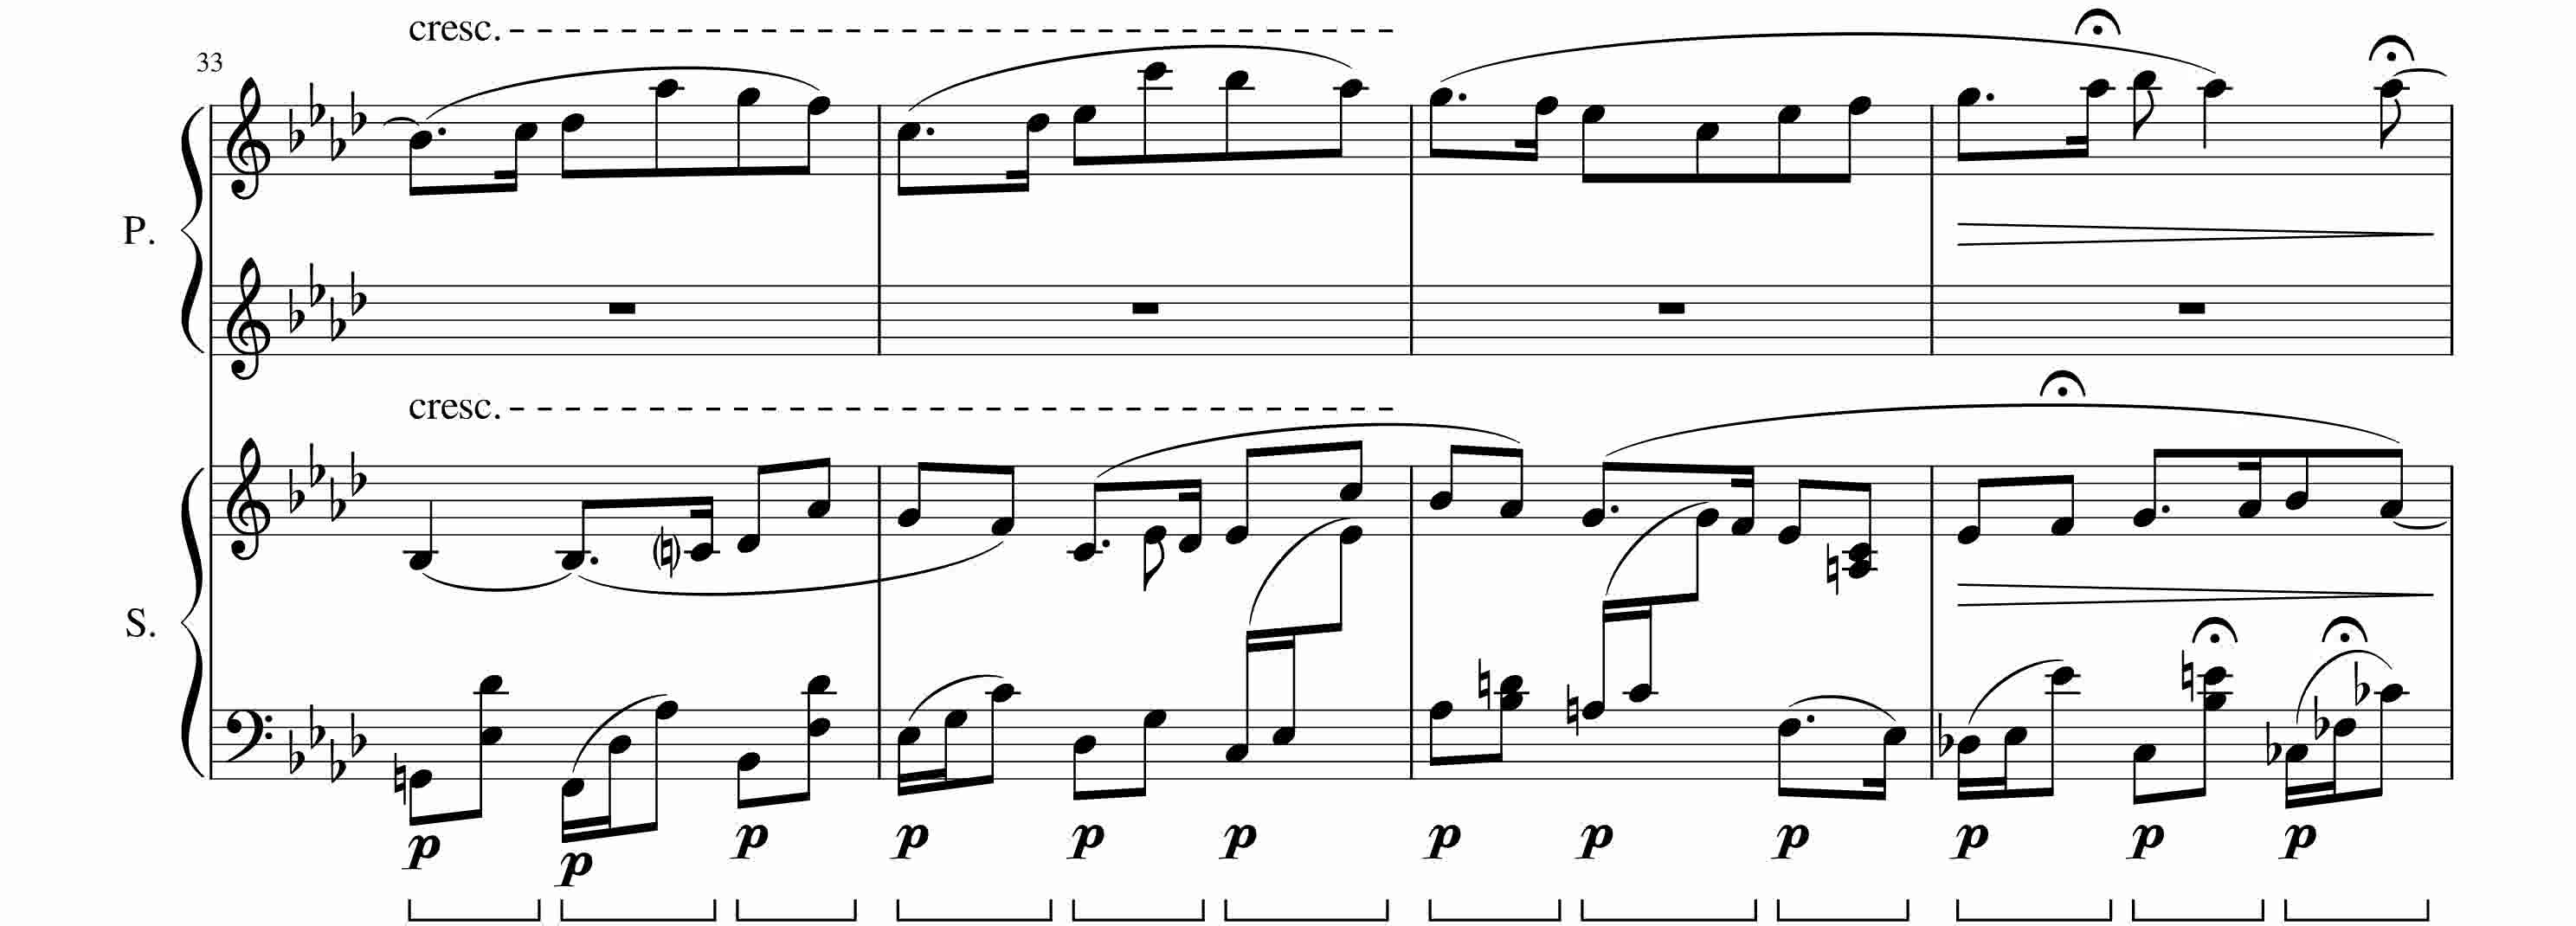 cresc.
33
P.
cresc.
S.
p p p p p p p p p p p p